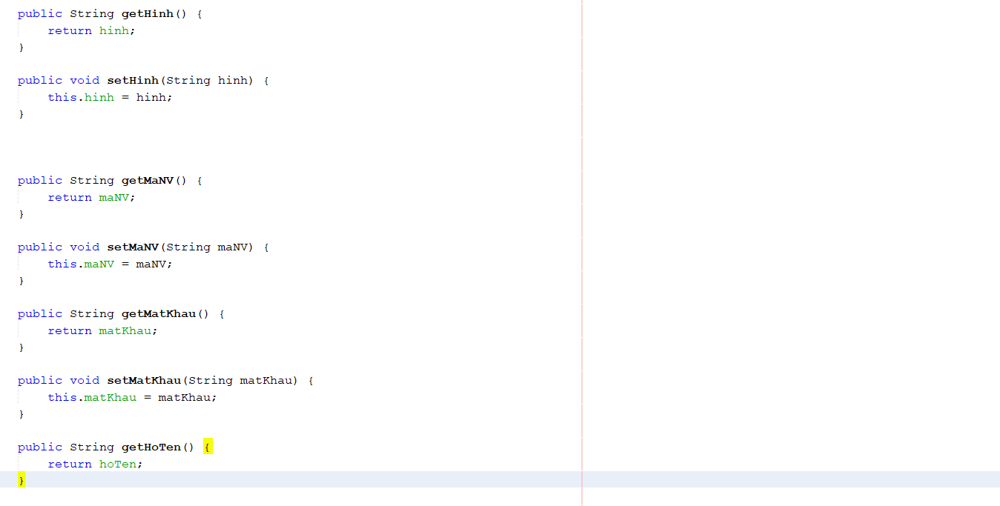 public String getHinh() {
    return hinh;
}
public void setHinh(String hinh) {
    this.hinh = hinh;
}
public String getMaNV() {
    return maNV;
}
public void setMaNV(String maNV) {
    this.maNV = maNV;
}
public String getMatKhau() {
    return matKhau;
}
public void setMatKhau(String matKhau) {
    this.matKhau = matKhau;
}
public String getHoTen() {
    return hoTen;
}